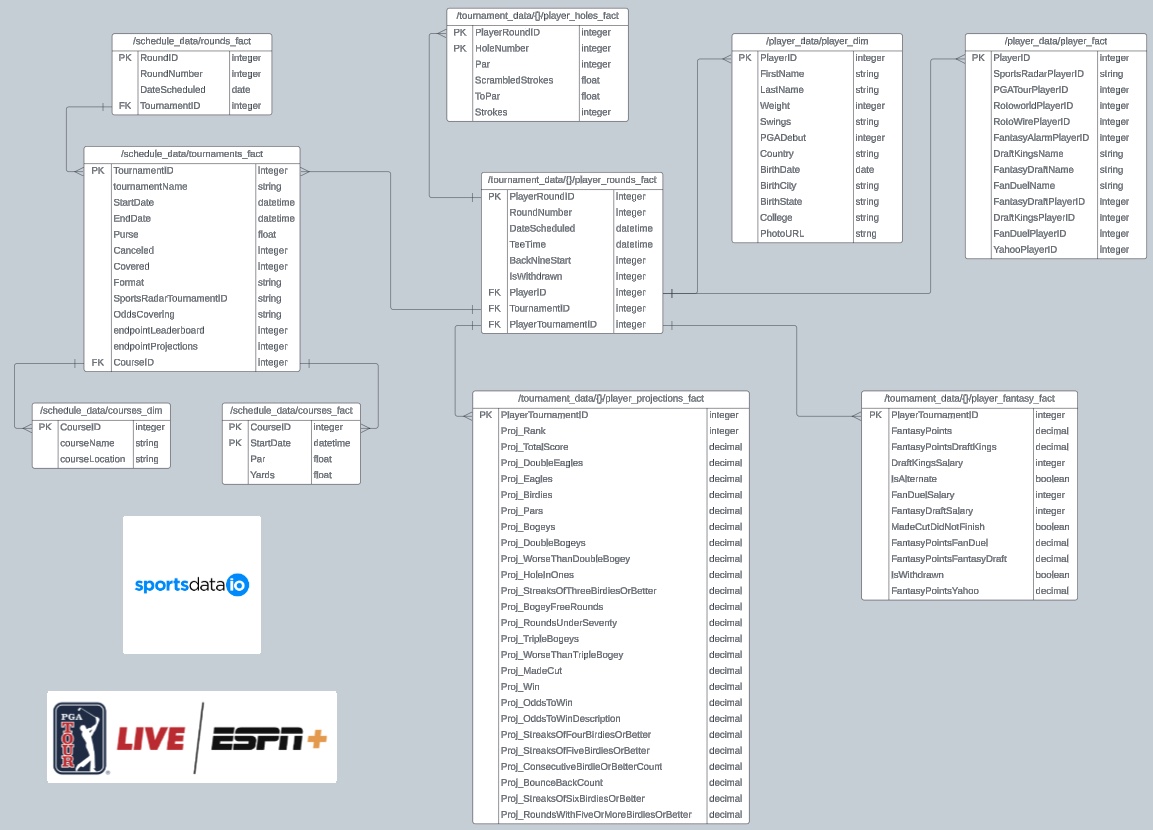 /schedule_data/rounds_fact
PK RoundID integer
RoundNumber integer
DateScheduled date
FK TournamentID integer
/tournament_data/{}/player_holes_fact
PK PlayerRoundID integer
PK HoleNumber integer
Par integer
ScrambledStrokes float
ToPar float
Strokes integer
/player_data/player_dim
PK PlayerID integer
FirstName string
LastName string
Weight integer
Swings string
PGADebut integer
Country string
BirthDate date
BirthCity string
BirthState string
College string
PhotoURL strng
/player_data/player_fact
PK PlayerID integer
SportsRadarPlayerID string
PGATourPlayerID integer
RotoworldPlayerID integer
RotoWirePlayerID integer
FantasyAlarmPlayerID integer
DraftKingsName string
FantasyDraftName string
FanDuelName string
FantasyDraftPlayerID integer
DraftKingsPlayerID integer
FanDuelPlayerID integer
YahooPlayerID integer
/schedule_data/tournaments_fact
PK TournamentID integer
tournamentName string
StartDate datetime
EndDate datetime
Purse float
Canceled integer
Covered integer
Format string
SportsRadarTournamentID string
OddsCovering string
endpointLeaderboard integer
endpointProjections integer
FK CourseID integer
/tournament_data/{}/player_rounds_fact
PK PlayerRoundID integer
RoundNumber integer
DateScheduled datetime
TeeTime datetime
BackNineStart integer
IsWithdrawn integer
FK PlayerID integer
FK TournamentID integer
FK PlayerTournamentID integer
/schedule_data/courses_dim
PK CourseID integer
courseName string
courseLocation string
/schedule_data/courses_fact
PK CourseID integer
PK StartDate datetime
Par float
Yards float
/tournament_data/{}/player_projections_fact
PK PlayerTournamentID integer
Proj_Rank integer
Proj_TotalScore decimal
Proj_DoubleEagles decimal
Proj_Eagles decimal
Proj_Birdies decimal
Proj_Pars decimal
Proj_Bogeys decimal
Proj_DoubleBogeys decimal
Proj_WorseThanDoubleBogey decimal
Proj_HoleInOnes decimal
Proj_StreaksOfThreeBirdiesOrBetter decimal
Proj_BogeyFreeRounds decimal
Proj_RoundsUnderSeventy decimal
Proj_TripleBogeys decimal
Proj_WorseThanTripleBogey decimal
Proj_MadeCut decimal
Proj_Win decimal
Proj_OddsToWin decimal
Proj_OddsToWinDescription decimal
Proj_StreaksOfFourBirdiesOrBetter decimal
Proj_StreaksOfFiveBirdiesOrBetter decimal
Proj_ConsecutiveBirdieOrBetterCount decimal
Proj_BounceBackCount decimal
Proj_StreaksOfSixBirdiesOrBetter decimal
Proj_RoundsWithFiveOrMoreBirdiesOrBetter decimal
/tournament_data/{}/player_fantasy_fact
PK PlayerTournamentID integer
FantasyPoints decimal
FantasyPointsDraftKings decimal
DraftKingsSalary integer
IsAlternate boolean
FanDuelSalary integer
FantasyDraftSalary integer
MadeCutDidNotFinish boolean
FantasyPointsFanDuel decimal
FantasyPointsFantasyDraft decimal
IsWithdrawn boolean
FantasyPointsYahoo decimal
sportsdataio
PGA TOUR LIVE ESPN+